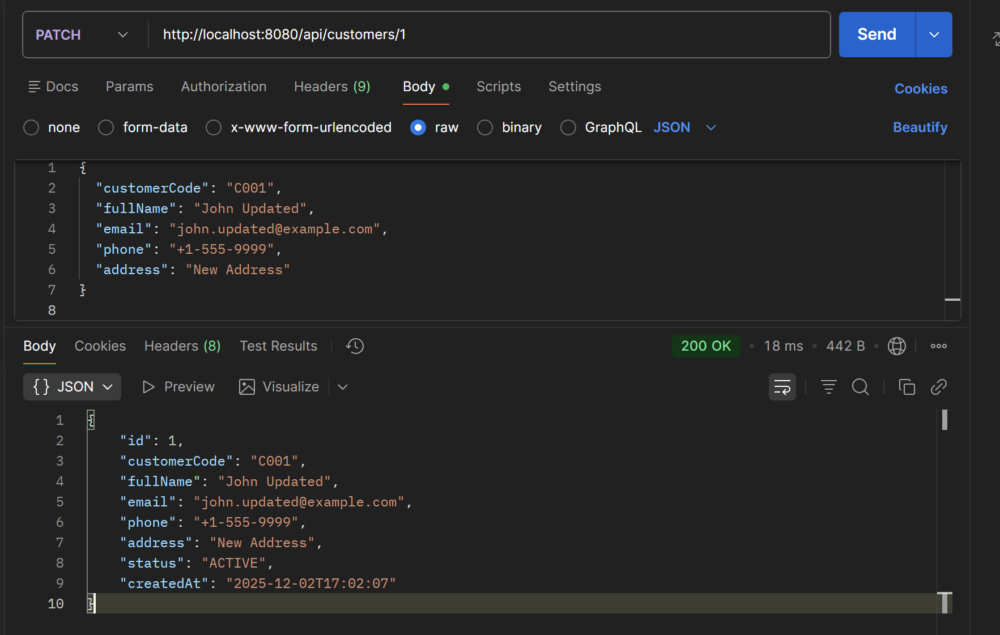 PATCH http://localhost:8080/api/customers/1 Send
Docs Params Authorization Headers (9) Body Scripts Settings Cookies
none form-data x-www-form-urlencoded raw binary GraphQL JSON Beautify
1 {
2 "customerCode": "C001",
3 "fullName": "John Updated",
4 "email": "john.updated@example.com",
5 "phone": "+1-555-9999",
6 "address": "New Address"
7 }
8
Body Cookies Headers (8) Test Results 200 OK • 18 ms • 442 B •
{} JSON Preview Visualize
1 {
2 "id": 1,
3 "customerCode": "C001",
4 "fullName": "John Updated",
5 "email": "john.updated@example.com",
6 "phone": "+1-555-9999",
7 "address": "New Address",
8 "status": "ACTIVE",
9 "createdAt": "2025-12-02T17:02:07"
10 }